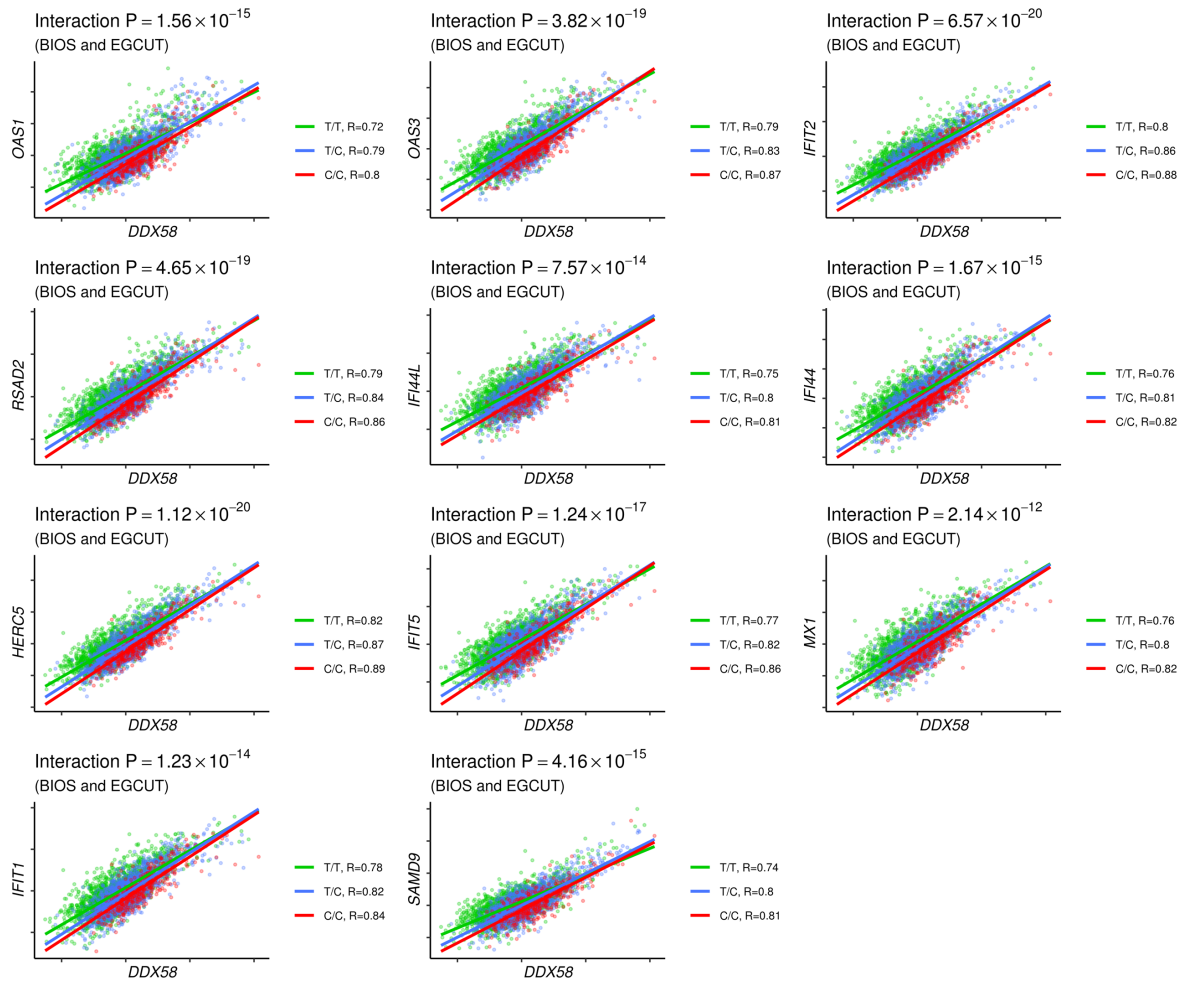 Interaction P = 1.56 × 10⁻¹⁵
(BIOS and EGCUT)
OAS1
T/T, R=0.72
T/C, R=0.79
C/C, R=0.8
DDX58
Interaction P = 3.82 × 10⁻¹⁹
(BIOS and EGCUT)
OAS3
T/T, R=0.79
T/C, R=0.83
C/C, R=0.87
DDX58
Interaction P = 6.57 × 10⁻²⁰
(BIOS and EGCUT)
IFIT2
T/T, R=0.8
T/C, R=0.86
C/C, R=0.88
DDX58
Interaction P = 4.65 × 10⁻¹⁹
(BIOS and EGCUT)
RSAD2
T/T, R=0.79
T/C, R=0.84
C/C, R=0.86
DDX58
Interaction P = 7.57 × 10⁻¹⁴
(BIOS and EGCUT)
IFI44L
T/T, R=0.75
T/C, R=0.8
C/C, R=0.81
DDX58
Interaction P = 1.67 × 10⁻¹⁵
(BIOS and EGCUT)
IFI44
T/T, R=0.76
T/C, R=0.81
C/C, R=0.82
DDX58
Interaction P = 1.12 × 10⁻²⁰
(BIOS and EGCUT)
HERC5
T/T, R=0.82
T/C, R=0.87
C/C, R=0.89
DDX58
Interaction P = 1.24 × 10⁻¹⁷
(BIOS and EGCUT)
IFIT5
T/T, R=0.77
T/C, R=0.82
C/C, R=0.86
DDX58
Interaction P = 2.14 × 10⁻¹²
(BIOS and EGCUT)
MX1
T/T, R=0.76
T/C, R=0.8
C/C, R=0.82
DDX58
Interaction P = 1.23 × 10⁻¹⁴
(BIOS and EGCUT)
IFIT1
T/T, R=0.78
T/C, R=0.82
C/C, R=0.84
DDX58
Interaction P = 4.16 × 10⁻¹⁵
(BIOS and EGCUT)
SAMD9
T/T, R=0.74
T/C, R=0.8
C/C, R=0.81
DDX58